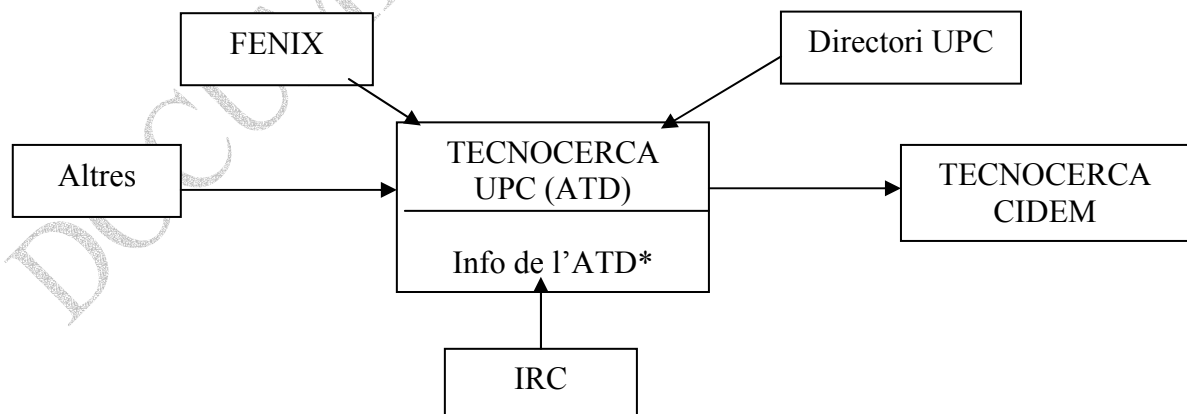 FENIX
Directori UPC
Altres
TECNOCERCA
UPC (ATD)
TECNOCERCA
CIDEM
Info de l’ATD*
IRC